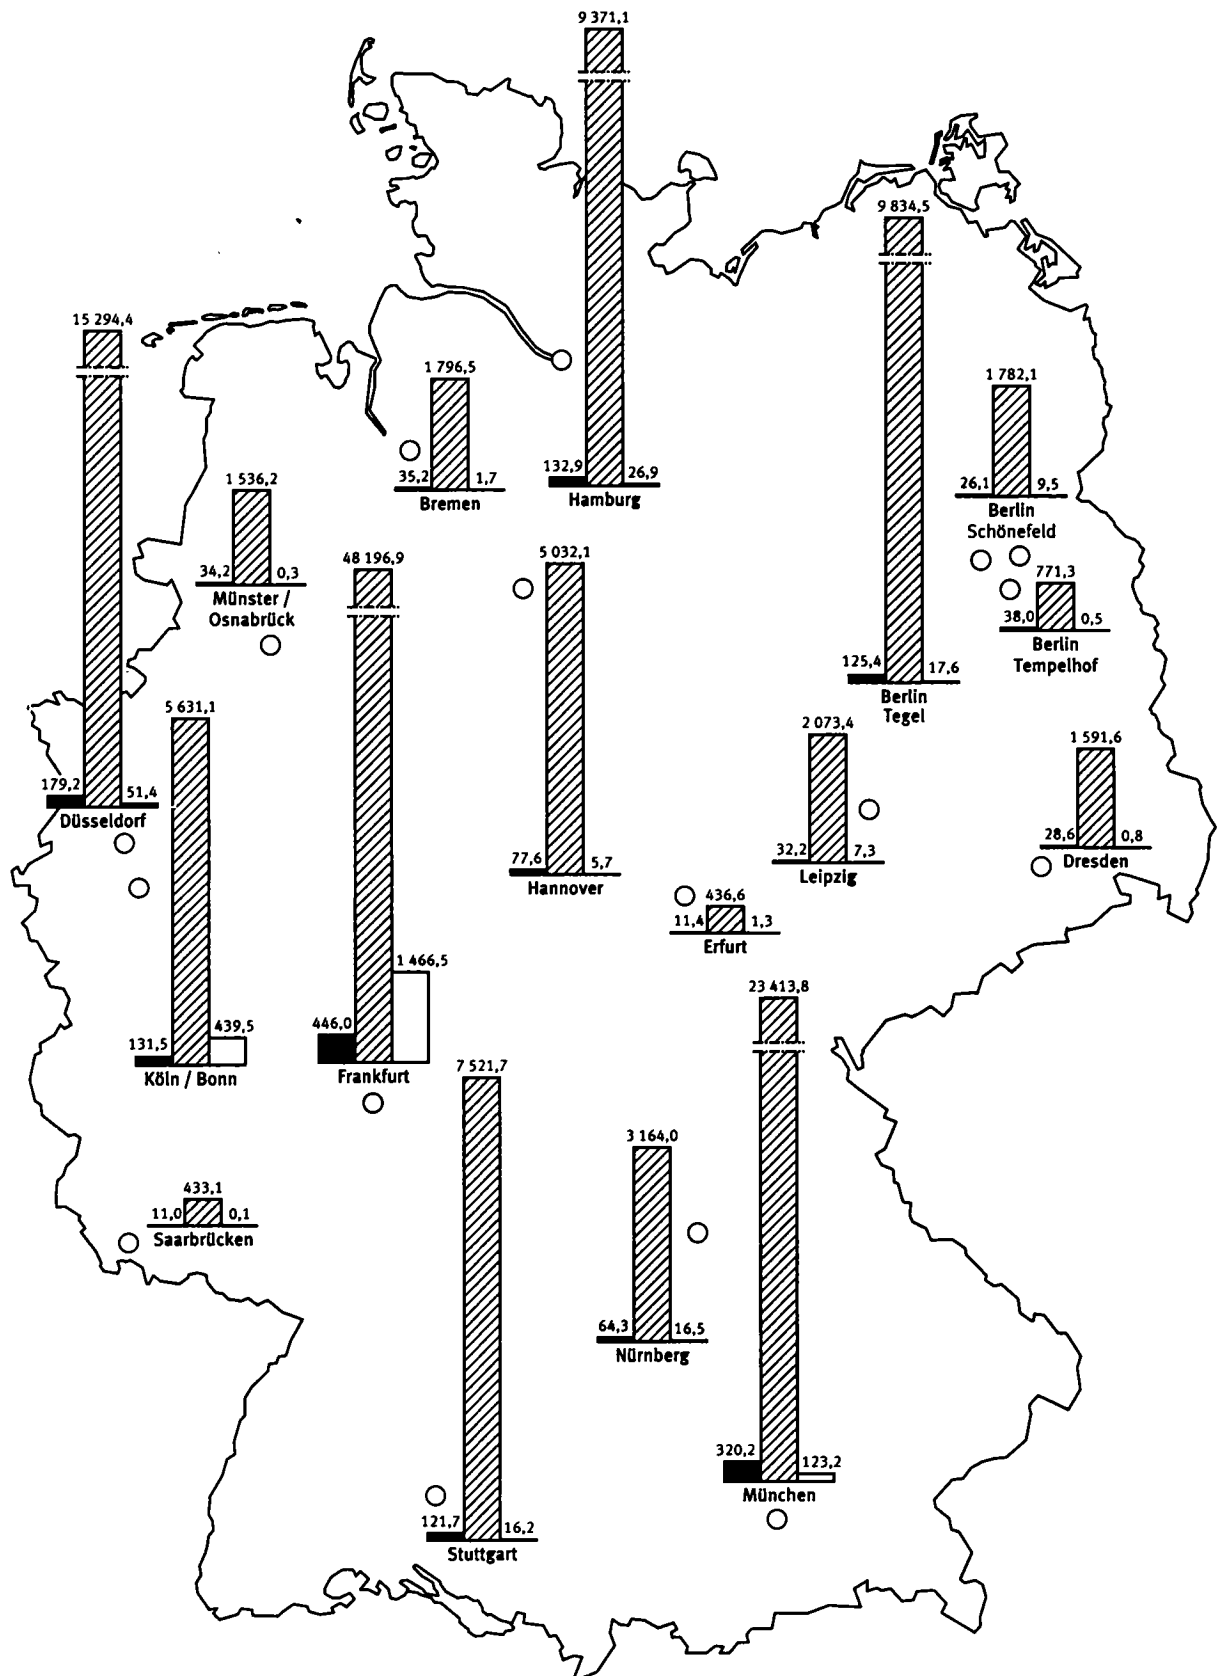 9 371,1
132,9
26,9
Hamburg
9 834,5
125,4
17,6
Berlin
Tegel
15 294,4
179,2
51,4
Düsseldorf
1 796,5
35,2
1,7
Bremen
1 782,1
26,1
9,5
Berlin
Schönefeld
1 536,2
34,2
0,3
Münster /
Osnabrück
48 196,9
446,0
1 466,5
Frankfurt
5 032,1
77,6
5,7
Hannover
771,3
38,0
0,5
Berlin
Tempelhof
5 631,1
131,5
439,5
Köln / Bonn
2 073,4
32,2
7,3
Leipzig
1 591,6
28,6
0,8
Dresden
436,6
11,4
1,3
Erfurt
23 413,8
320,2
123,2
München
7 521,7
121,7
16,2
Stuttgart
3 164,0
64,3
16,5
Nürnberg
433,1
11,0
0,1
Saarbrücken